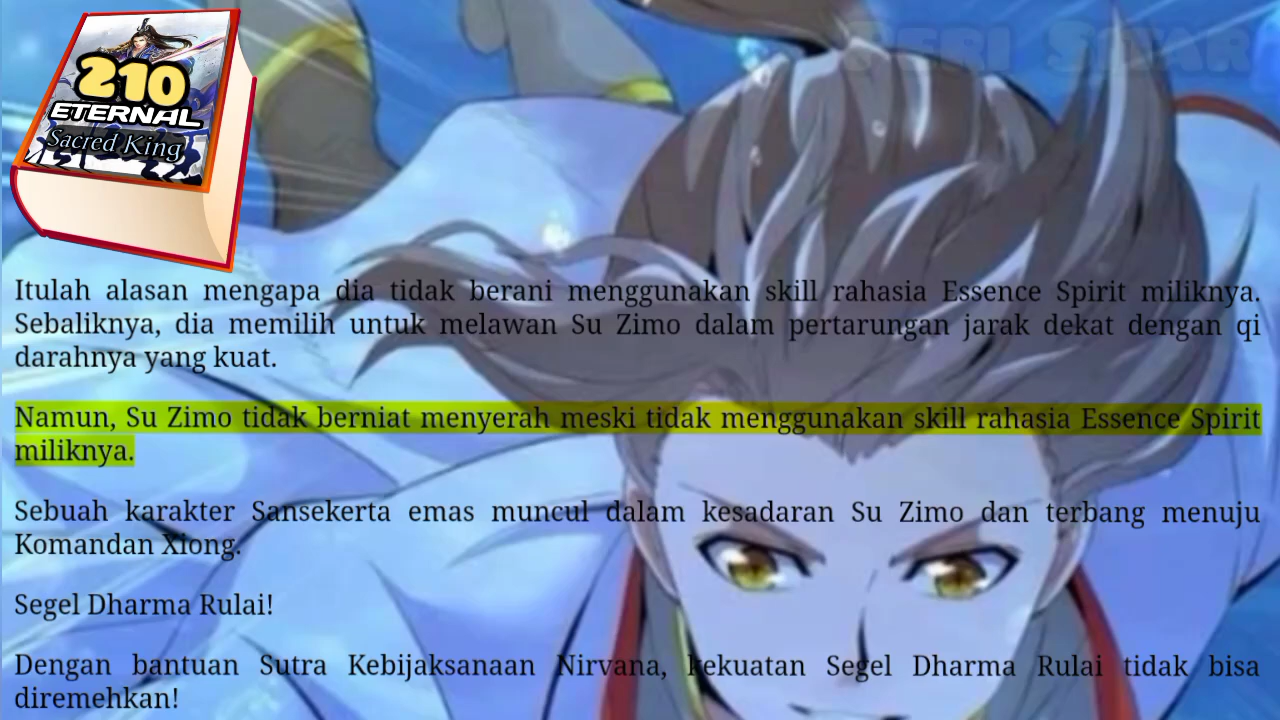 SERI SITAR
210
ETERNAL
Sacred King
Itulah alasan mengapa dia tidak berani menggunakan skill rahasia Essence Spirit miliknya.
Sebaliknya, dia memilih untuk melawan Su Zimo dalam pertarungan jarak dekat dengan qi
darahnya yang kuat.
Namun, Su Zimo tidak berniat menyerah meski tidak menggunakan skill rahasia Essence Spirit
miliknya.
Sebuah karakter Sansekerta emas muncul dalam kesadaran Su Zimo dan terbang menuju
Komandan Xiong.
Segel Dharma Rulai!
Dengan bantuan Sutra Kebijaksanaan Nirvana, kekuatan Segel Dharma Rulai tidak bisa
diremehkan!